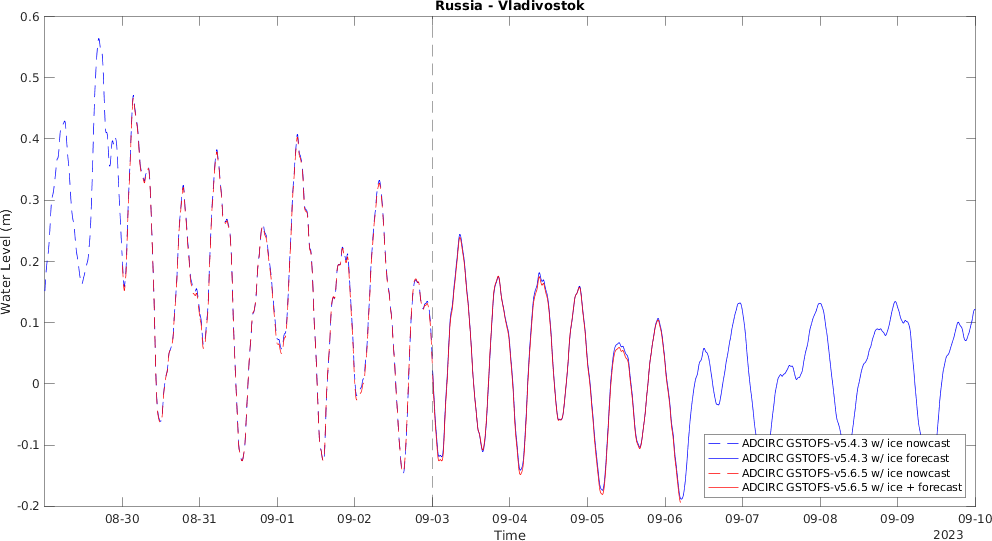 Russia - Vladivostok
0.6
0.5
0.4
0.3
0.2
0.1
0
-0.1
-0.2
Water Level (m)
ADCIRC GSTOFS-v5.4.3 w/ ice nowcast
ADCIRC GSTOFS-v5.4.3 w/ ice forecast
ADCIRC GSTOFS-v5.6.5 w/ ice nowcast
ADCIRC GSTOFS-v5.6.5 w/ ice + forecast
08-30 08-31 09-01 09-02 09-03 09-04 09-05 09-06 09-07 09-08 09-09 09-10
Time
2023